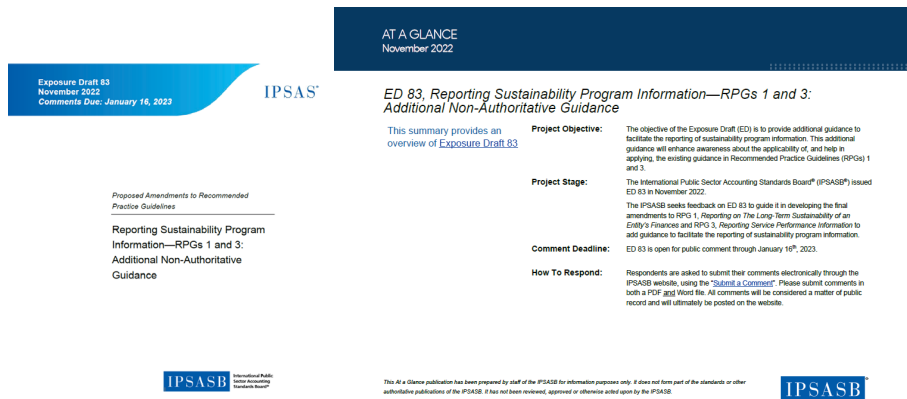 Exposure Draft 83
November 2022
Comments Due: January 16, 2023
IPSAS®
Proposed Amendments to Recommended
Practice Guidelines
Reporting Sustainability Program
Information—RPGs 1 and 3:
Additional Non-Authoritative
Guidance
IPSASB
International Public
Sector Accounting
Standards Board®
AT A GLANCE
November 2022
ED 83, Reporting Sustainability Program Information—RPGs 1 and 3:
Additional Non-Authoritative Guidance
This summary provides an
overview of Exposure Draft 83
Project Objective:
The objective of the Exposure Draft (ED) is to provide additional guidance to
facilitate the reporting of sustainability program information. This additional
guidance will enhance awareness about the applicability of, and help in
applying, the existing guidance in Recommended Practice Guidelines (RPGs) 1
and 3.
Project Stage:
The International Public Sector Accounting Standards Board® (IPSASB®) issued
ED 83 in November 2022.
The IPSASB seeks feedback on ED 83 to guide it in developing the final
amendments to RPG 1, Reporting on The Long-Term Sustainability of an
Entity's Finances and RPG 3, Reporting Service Performance Information to
add guidance to facilitate the reporting of sustainability program information.
Comment Deadline:
ED 83 is open for public comment through January 16th, 2023.
How To Respond:
Respondents are asked to submit their comments electronically through the
IPSASB website, using the "Submit a Comment". Please submit comments in
both a PDF and Word file. All comments will be considered a matter of public
record and will ultimately be posted on the website.
This At a Glance publication has been prepared by staff of the IPSASB for information purposes only. It does not form part of the standards or other
authoritative publications of the IPSASB. It has not been reviewed, approved or otherwise acted upon by the IPSASB.
IPSASB